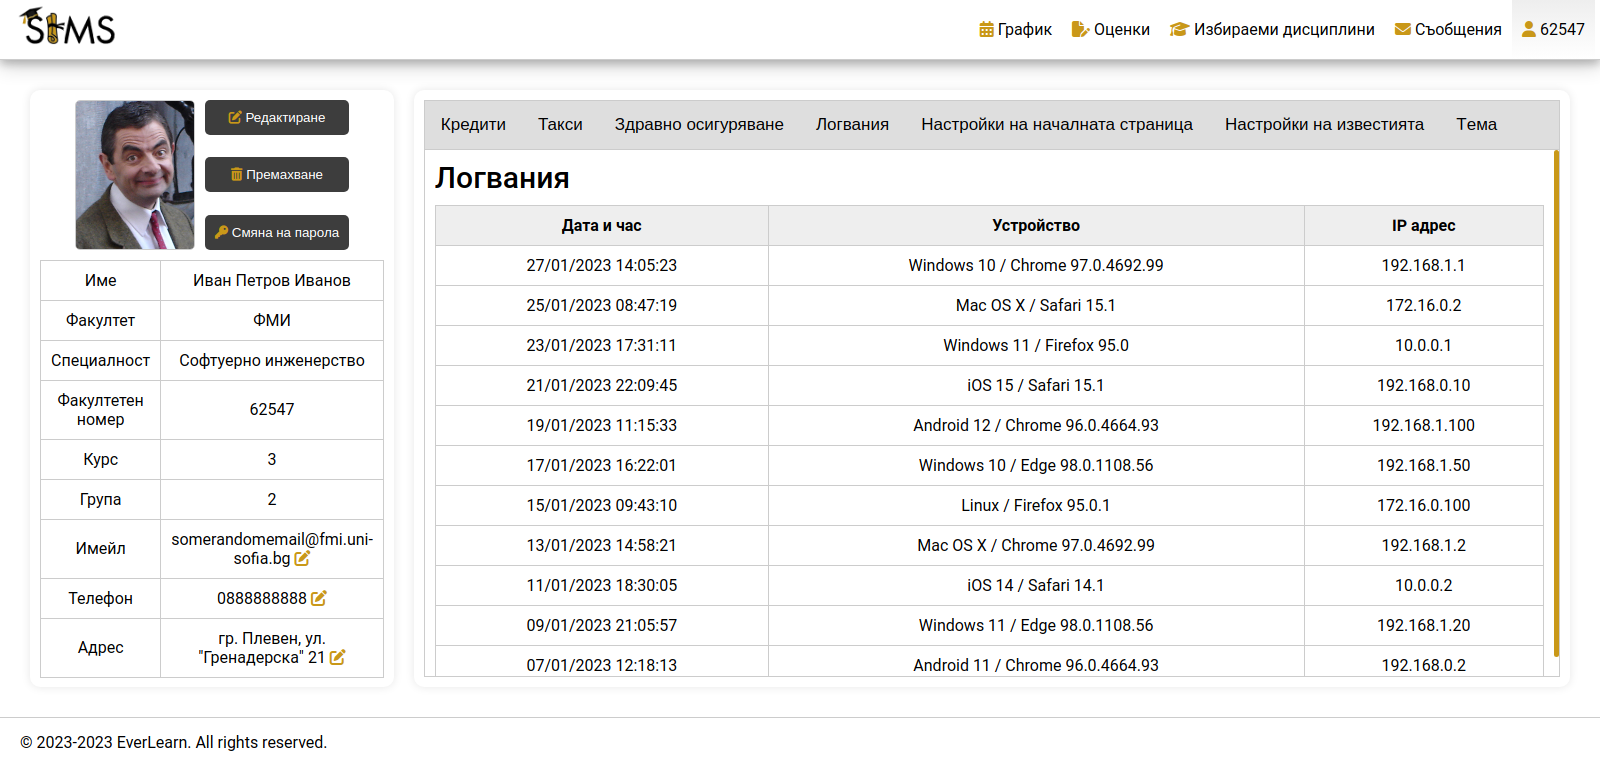 SIMS
График Оценки Избираеми дисциплини Съобщения 62547
Редактиране
Премахване
Смяна на парола
Име Иван Петров Иванов
Факултет ФМИ
Специалност Софтуерно инженерство
Факултетен
номер
62547
Курс 3
Група 2
Имейл
somerandomemail@fmi.uni-
sofia.bg
Телефон 0888888888
Адрес
гр. Плевен, ул.
"Гренадерска" 21
Кредити Такси Здравно осигуряване Логвания Настройки на началната страница Настройки на известията Тема
Логвания
Дата и час Устройство IP адрес
27/01/2023 14:05:23 Windows 10 / Chrome 97.0.4692.99 192.168.1.1
25/01/2023 08:47:19 Mac OS X / Safari 15.1 172.16.0.2
23/01/2023 17:31:11 Windows 11 / Firefox 95.0 10.0.0.1
21/01/2023 22:09:45 iOS 15 / Safari 15.1 192.168.0.10
19/01/2023 11:15:33 Android 12 / Chrome 96.0.4664.93 192.168.1.100
17/01/2023 16:22:01 Windows 10 / Edge 98.0.1108.56 192.168.1.50
15/01/2023 09:43:10 Linux / Firefox 95.0.1 172.16.0.100
13/01/2023 14:58:21 Mac OS X / Chrome 97.0.4692.99 192.168.1.2
11/01/2023 18:30:05 iOS 14 / Safari 14.1 10.0.0.2
09/01/2023 21:05:57 Windows 11 / Edge 98.0.1108.56 192.168.1.20
07/01/2023 12:18:13 Android 11 / Chrome 96.0.4664.93 192.168.0.2
© 2023-2023 EverLearn. All rights reserved.